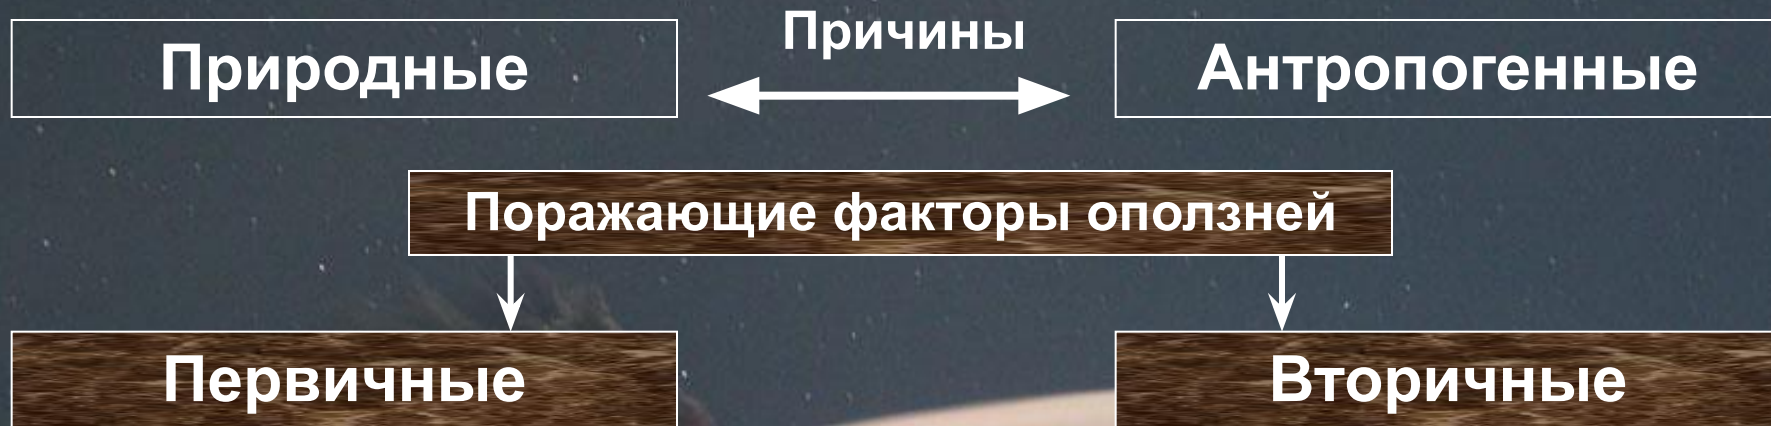 Причины
Природные
Антропогенные
Поражающие факторы оползней
Первичные
Вторичные